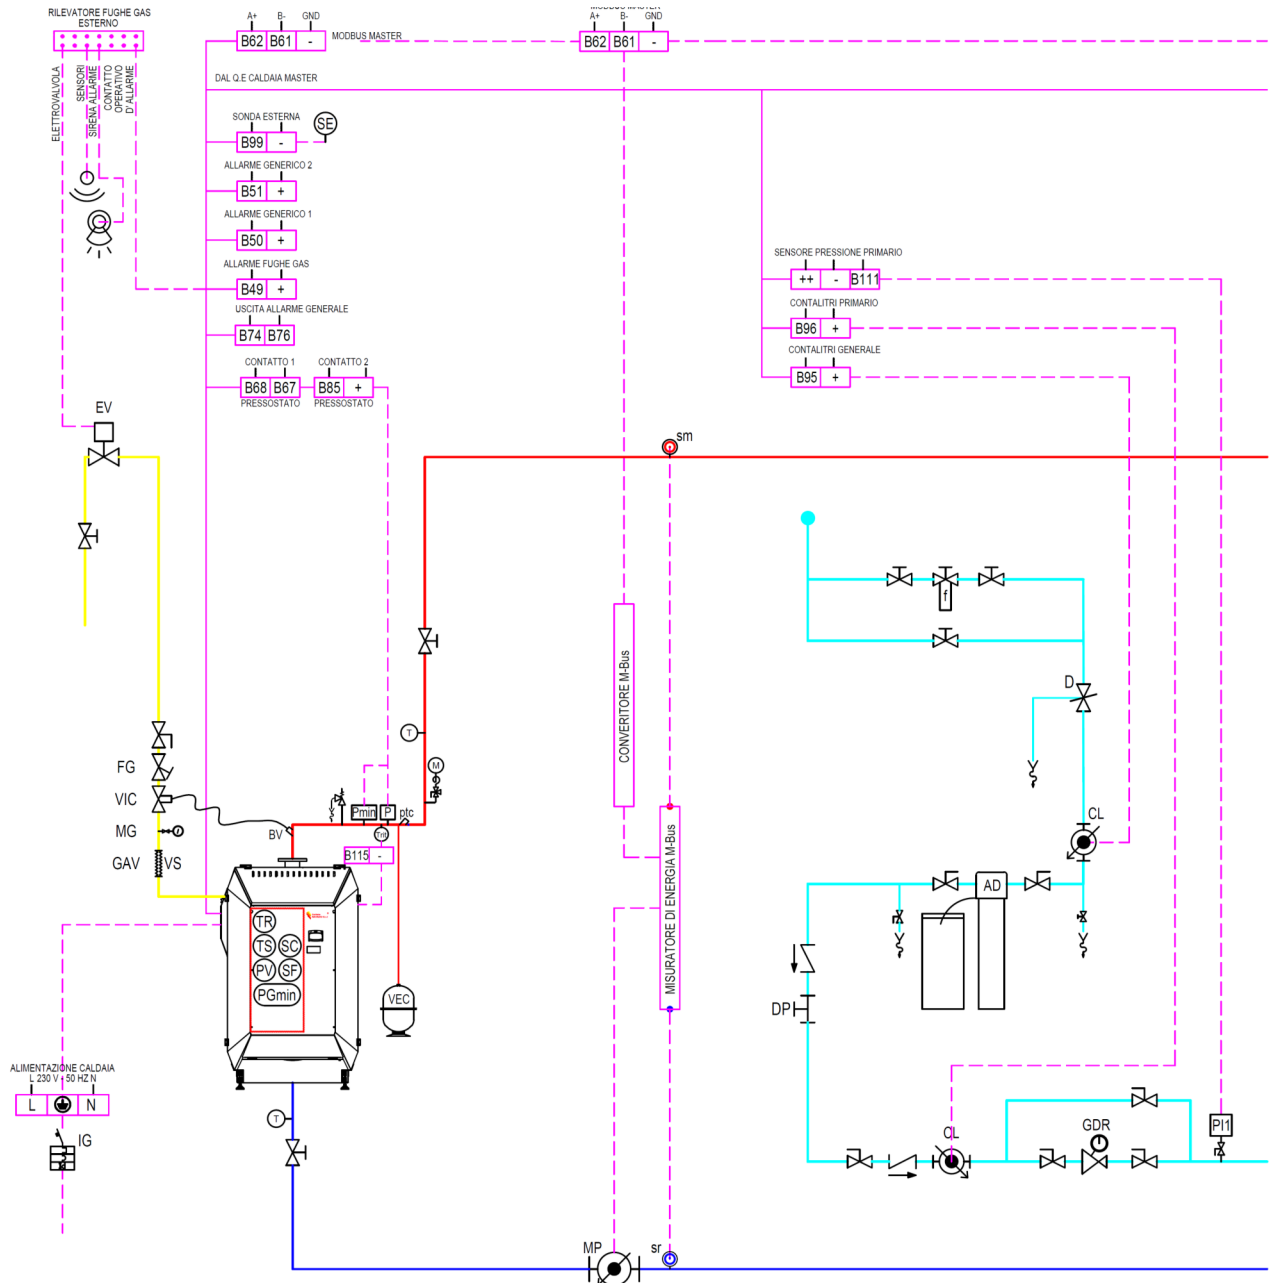 RILEVATORE FUGHE GAS
ESTERNO
A+ B- GND
B62 B61 -
MODBUS MASTER
A+ B- GND
B62 B61 -
ELETTROVALVOLA
SENSORI
SIRENA ALLARME
CONTATTO
OPERATIVO
D'ALLARME
DAL Q.E CALDAIA MASTER
SONDA ESTERNA
B99 -
SE
ALLARME GENERICO 2
B51 +
ALLARME GENERICO 1
B50 +
ALLARME FUGHE GAS
B49 +
USCITA ALLARME GENERALE
B74 B76
CONTATTO 1
B68 B67
PRESSOSTATO
CONTATTO 2
B85 +
PRESSOSTATO
SENSORE PRESSIONE PRIMARIO
++ - B111
CONTALITRI PRIMARIO
B96 +
CONTALITRI GENERALE
B95 +
EV
sm
f
CONVERITORE M-Bus
D
T
M
FG
VIC
MG
GAV
VS
BV
Pmin
P
ptc
Tnt
B115 -
MISURATORE DI ENERGIA M-Bus
CL
AD
TR
TS SC
PV SF
PGmin
VEC
DP
ALIMENTAZIONE CALDAIA
L 230 V - 50 HZ N
L N
IG
T
CL
GDR
PI1
MP
sr